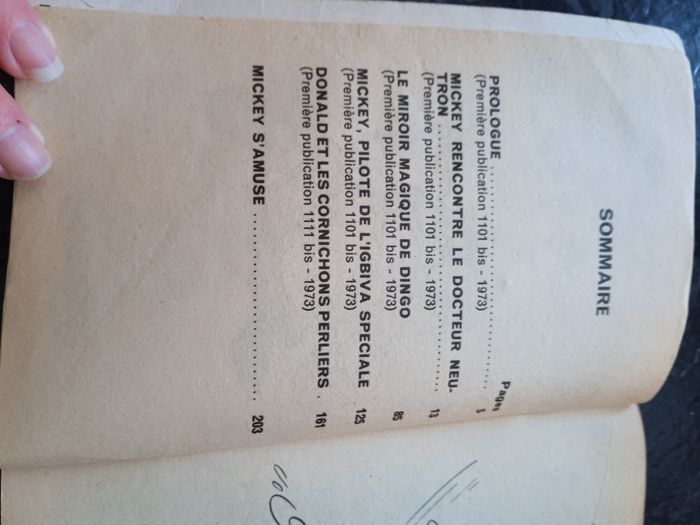 SOMMAIRE
Pages
PROLOGUE .......................................... 5
(Première publication 1101 bis - 1973)
MICKEY RENCONTRE LE DOCTEUR NEU-
TRON .......................................... 13
(Première publication 1101 bis - 1973)
LE MIROIR MAGIQUE DE DINGO 85
(Première publication 1101 bis - 1973)
MICKEY, PILOTE DE L'IGBIVA SPECIALE 125
(Première publication 1101 bis - 1973)
DONALD ET LES CORNICHONS PERLIERS . 161
(Première publication 1111 bis - 1973)
MICKEY S'AMUSE .............................. 203